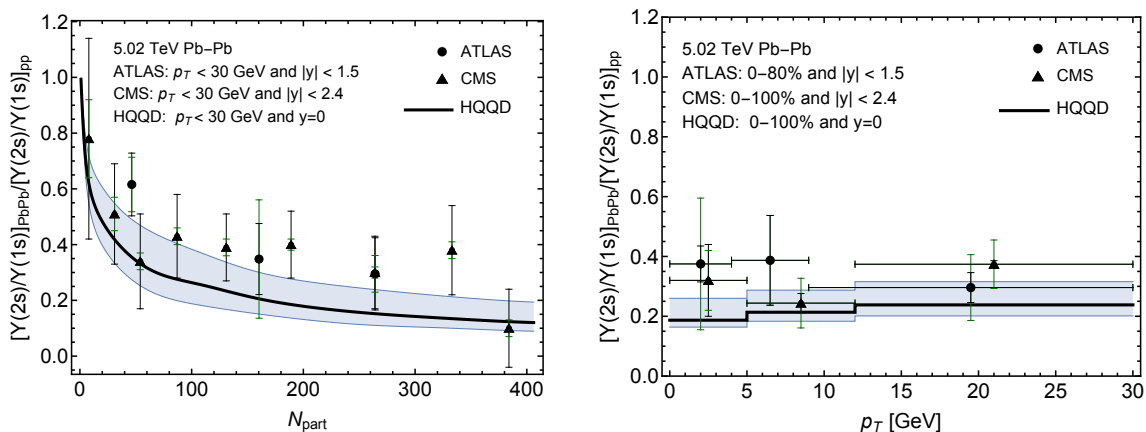 5.02 TeV Pb–Pb
ATLAS: p_T < 30 GeV and |y| < 1.5
CMS: p_T < 30 GeV and |y| < 2.4
HQQD: p_T < 30 GeV and y=0
ATLAS
CMS
HQQD
[Υ(2s)/Υ(1s)]PbPb/[Υ(2s)/Υ(1s)]pp
1.2
1.0
0.8
0.6
0.4
0.2
0.0
0 100 200 300 400
N_part
5.02 TeV Pb–Pb
ATLAS: 0–80% and |y| < 1.5
CMS: 0–100% and |y| < 2.4
HQQD: 0–100% and y=0
ATLAS
CMS
HQQD
[Υ(2s)/Υ(1s)]PbPb/[Υ(2s)/Υ(1s)]pp
1.2
1.0
0.8
0.6
0.4
0.2
0.0
0 5 10 15 20 25 30
p_T [GeV]